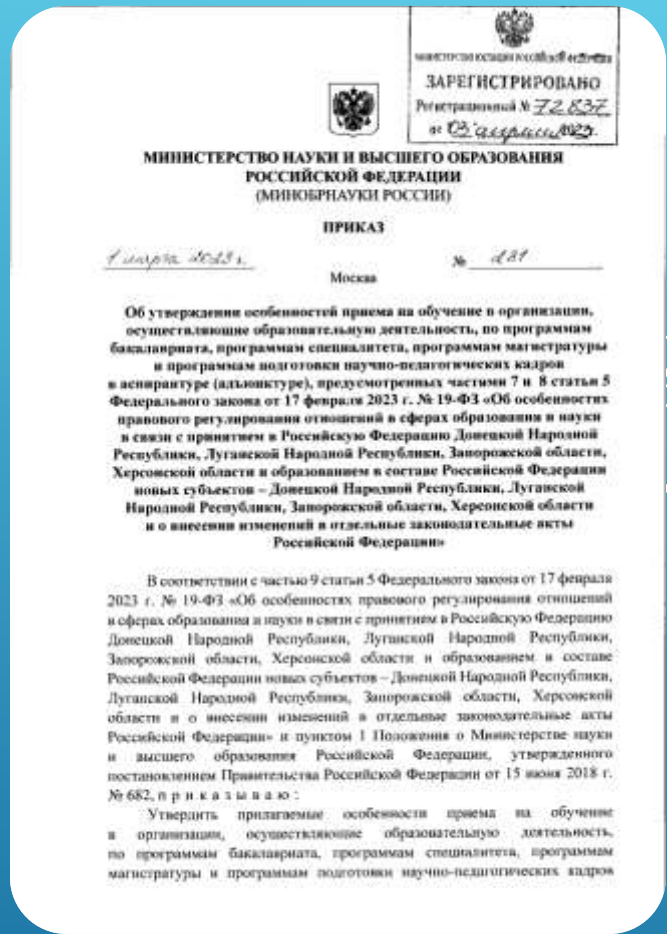 МИНИСТЕРСТВО ЮСТИЦИИ РОССИЙСКОЙ ФЕДЕРАЦИИ
ЗАРЕГИСТРИРОВАНО
Регистрационный № 72837
от 03 апреля 2023.
МИНИСТЕРСТВО НАУКИ И ВЫСШЕГО ОБРАЗОВАНИЯ
РОССИЙСКОЙ ФЕДЕРАЦИИ
(МИНОБРНАУКИ РОССИИ)
ПРИКАЗ
1 марта 2023 г. № 231
Москва
Об утверждении особенностей приема на обучение в организации,
осуществляющие образовательную деятельность, по программам
бакалавриата, программам специалитета, программам магистратуры
и программам подготовки научно-педагогических кадров
в аспирантуре (адъюнктуре), предусмотренных частями 7 и 8 статьи 5
Федерального закона от 17 февраля 2023 г. № 19-ФЗ «Об особенностях
правового регулирования отношений в сферах образования и науки
в связи с принятием в Российскую Федерацию Донецкой Народной
Республики, Луганской Народной Республики, Запорожской области,
Херсонской области и образованием в составе Российской Федерации
новых субъектов – Донецкой Народной Республики, Луганской
Народной Республики, Запорожской области, Херсонской области
и о внесении изменений в отдельные законодательные акты
Российской Федерации»
В соответствии с частью 9 статьи 5 Федерального закона от 17 февраля
2023 г. № 19-ФЗ «Об особенностях правового регулирования отношений
в сферах образования и науки в связи с принятием в Российскую Федерацию
Донецкой Народной Республики, Луганской Народной Республики,
Запорожской области, Херсонской области и образованием в составе
Российской Федерации новых субъектов – Донецкой Народной Республики,
Луганской Народной Республики, Запорожской области, Херсонской
области и о внесении изменений в отдельные законодательные акты
Российской Федерации» и пунктом 1 Положения о Министерстве науки
и высшего образования Российской Федерации, утвержденного
постановлением Правительства Российской Федерации от 15 июня 2018 г.
№ 682, п р и к а з ы в а ю :
Утвердить прилагаемые особенности приема на обучение
в организации, осуществляющие образовательную деятельность,
по программам бакалавриата, программам специалитета, программам
магистратуры и программам подготовки научно-педагогических кадров